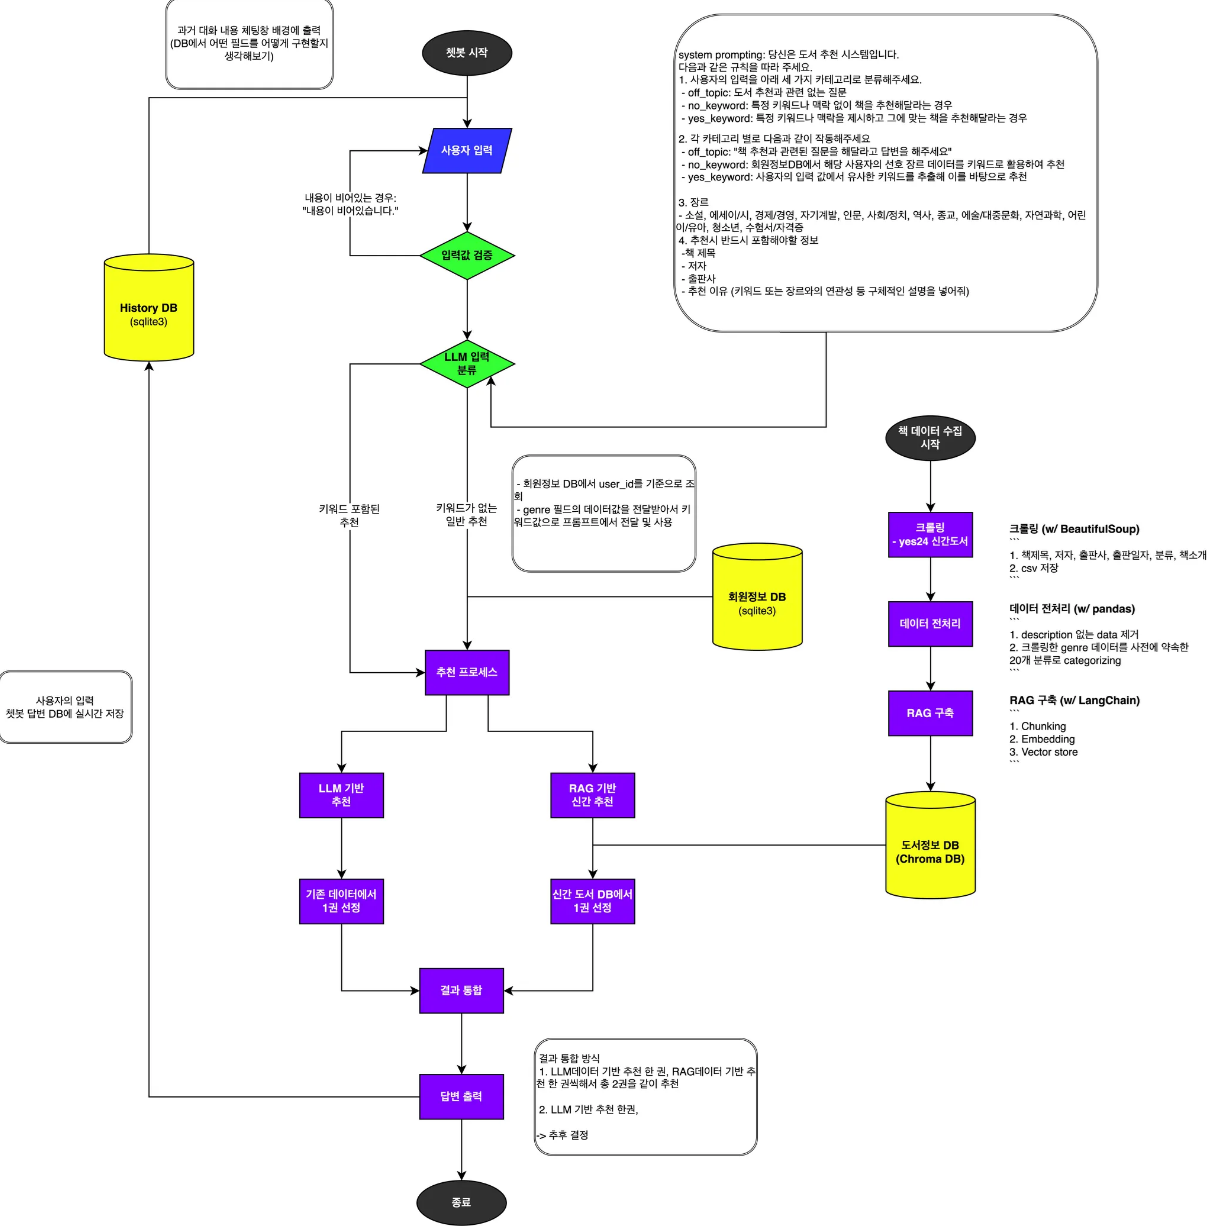 과거 대화 내용 체팅창 배경에 출력
(DB에서 어떤 필드를 어떻게 구현할지
생각해보기)
쳇봇 시작
system prompting: 당신은 도서 추천 시스템입니다.
다음과 같은 규칙을 따라 주세요.
1. 사용자의 입력을 아래 세 가지 카테고리로 분류해주세요.
- off_topic: 도서 추천과 관련 없는 질문
- no_keyword: 특정 키워드나 맥락 없이 책을 추천해달라는 경우
- yes_keyword: 특정 키워드나 맥락을 제시하고 그에 맞는 책을 추천해달라는 경우
2. 각 카테고리 별로 다음과 같이 작동해주세요
- off_topic: "책 추천과 관련된 질문을 해달라고 답변을 해주세요"
- no_keyword: 회원정보DB에서 해당 사용자의 선호 장르 데이터를 키워드로 활용하여 추천
- yes_keyword: 사용자의 입력 값에서 유사한 키워드를 추출해 이를 바탕으로 추천
3. 장르
- 소설, 에세이/시, 경제/경영, 자기계발, 인문, 사회/정치, 역사, 종교, 에술/대중문화, 자연과학, 어린
이/유아, 청소년, 수험서/자격증
4. 추천시 반드시 포함해야할 정보
-책 제목
- 저자
- 출판사
- 추천 이유 (키워드 또는 장르와의 연관성 등 구체적인 설명을 넣어줘)
사용자 입력
내용이 비어있는 경우:
"내용이 비어있습니다."
입력값 검증
History DB
(sqlite3)
LLM 입력
분류
책 데이터 수집
시작
키워드 포함된
추천
키워드가 없는
일반 추천
- 회원정보 DB에서 user_id를 기준으로 조
회
- genre 필드의 데이터값을 전달받아서 키
워드값으로 프롬프트에서 전달 및 사용
크롤링
- yes24 신간도서
크롤링 (w/ BeautifulSoup)
```
1. 책제목, 저자, 출판사, 출판일자, 분류, 책소개
2. csv 저장
```
회원정보 DB
(sqlite3)
데이터 전처리
데이터 전처리 (w/ pandas)
```
1. description 없는 data 제거
2. 크롤링한 genre 데이터를 사전에 약속한
20개 분류로 categorizing
```
추천 프로세스
사용자의 입력
쳇봇 답변 DB에 실시간 저장
RAG 구축
RAG 구축 (w/ LangChain)
```
1. Chunking
2. Embedding
3. Vector store
```
LLM 기반
추천
RAG 기반
신간 추천
도서정보 DB
(Chroma DB)
기존 데이터에서
1권 선정
신간 도서 DB에서
1권 선정
결과 통합
결과 통합 방식
1. LLM데이터 기반 추천 한 권, RAG데이터 기반 추
천 한 권씩해서 총 2권을 같이 추천
2. LLM 기반 추천 한권,
-> 추후 결정
답변 출력
종료